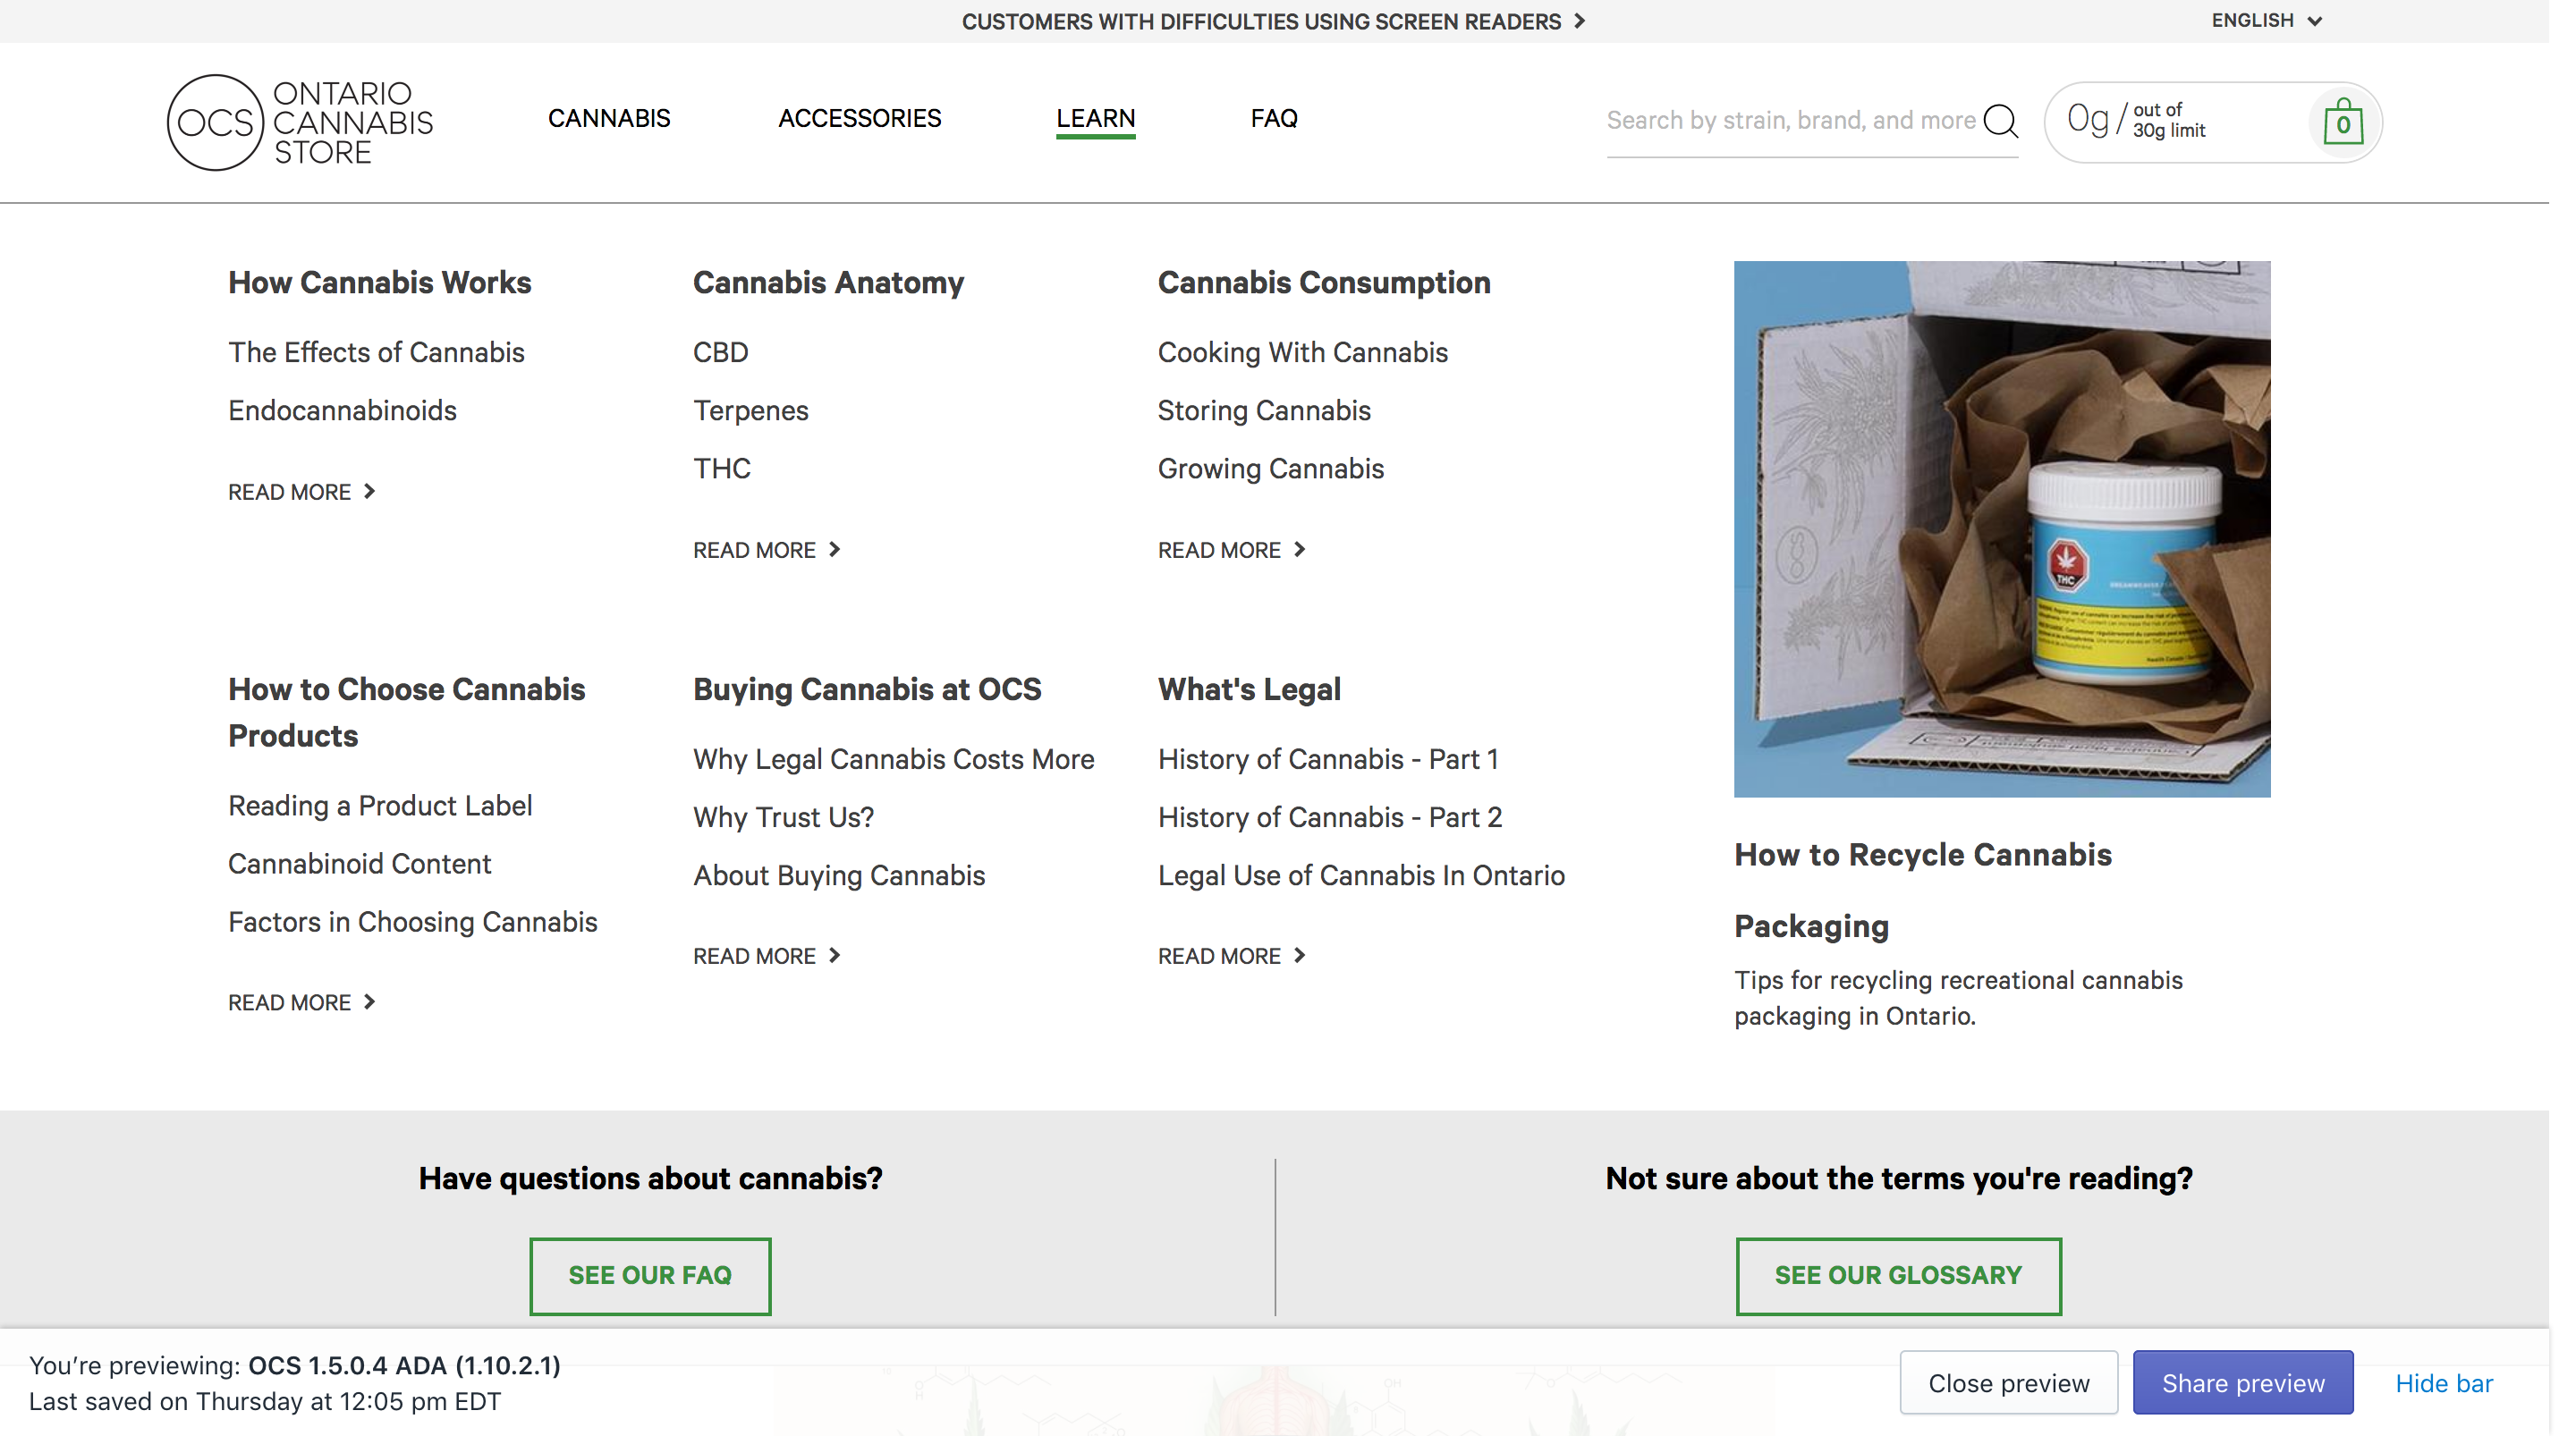 CUSTOMERS WITH DIFFICULTIES USING SCREEN READERS
ENGLISH
OCS
ONTARIO
CANNABIS
STORE
CANNABIS
ACCESSORIES
LEARN
FAQ
Search by strain, brand, and more
0g / out of
30g limit
0
How Cannabis Works
The Effects of Cannabis
Endocannabinoids
READ MORE
Cannabis Anatomy
CBD
Terpenes
THC
READ MORE
Cannabis Consumption
Cooking With Cannabis
Storing Cannabis
Growing Cannabis
READ MORE
How to Choose Cannabis
Products
Reading a Product Label
Cannabinoid Content
Factors in Choosing Cannabis
READ MORE
Buying Cannabis at OCS
Why Legal Cannabis Costs More
Why Trust Us?
About Buying Cannabis
READ MORE
What's Legal
History of Cannabis - Part 1
History of Cannabis - Part 2
Legal Use of Cannabis In Ontario
READ MORE
OCS
THC
How to Recycle Cannabis
Packaging
Tips for recycling recreational cannabis
packaging in Ontario.
Have questions about cannabis?
SEE OUR FAQ
Not sure about the terms you're reading?
SEE OUR GLOSSARY
You’re previewing: OCS 1.5.0.4 ADA (1.10.2.1)
Last saved on Thursday at 12:05 pm EDT
Close preview
Share preview
Hide bar